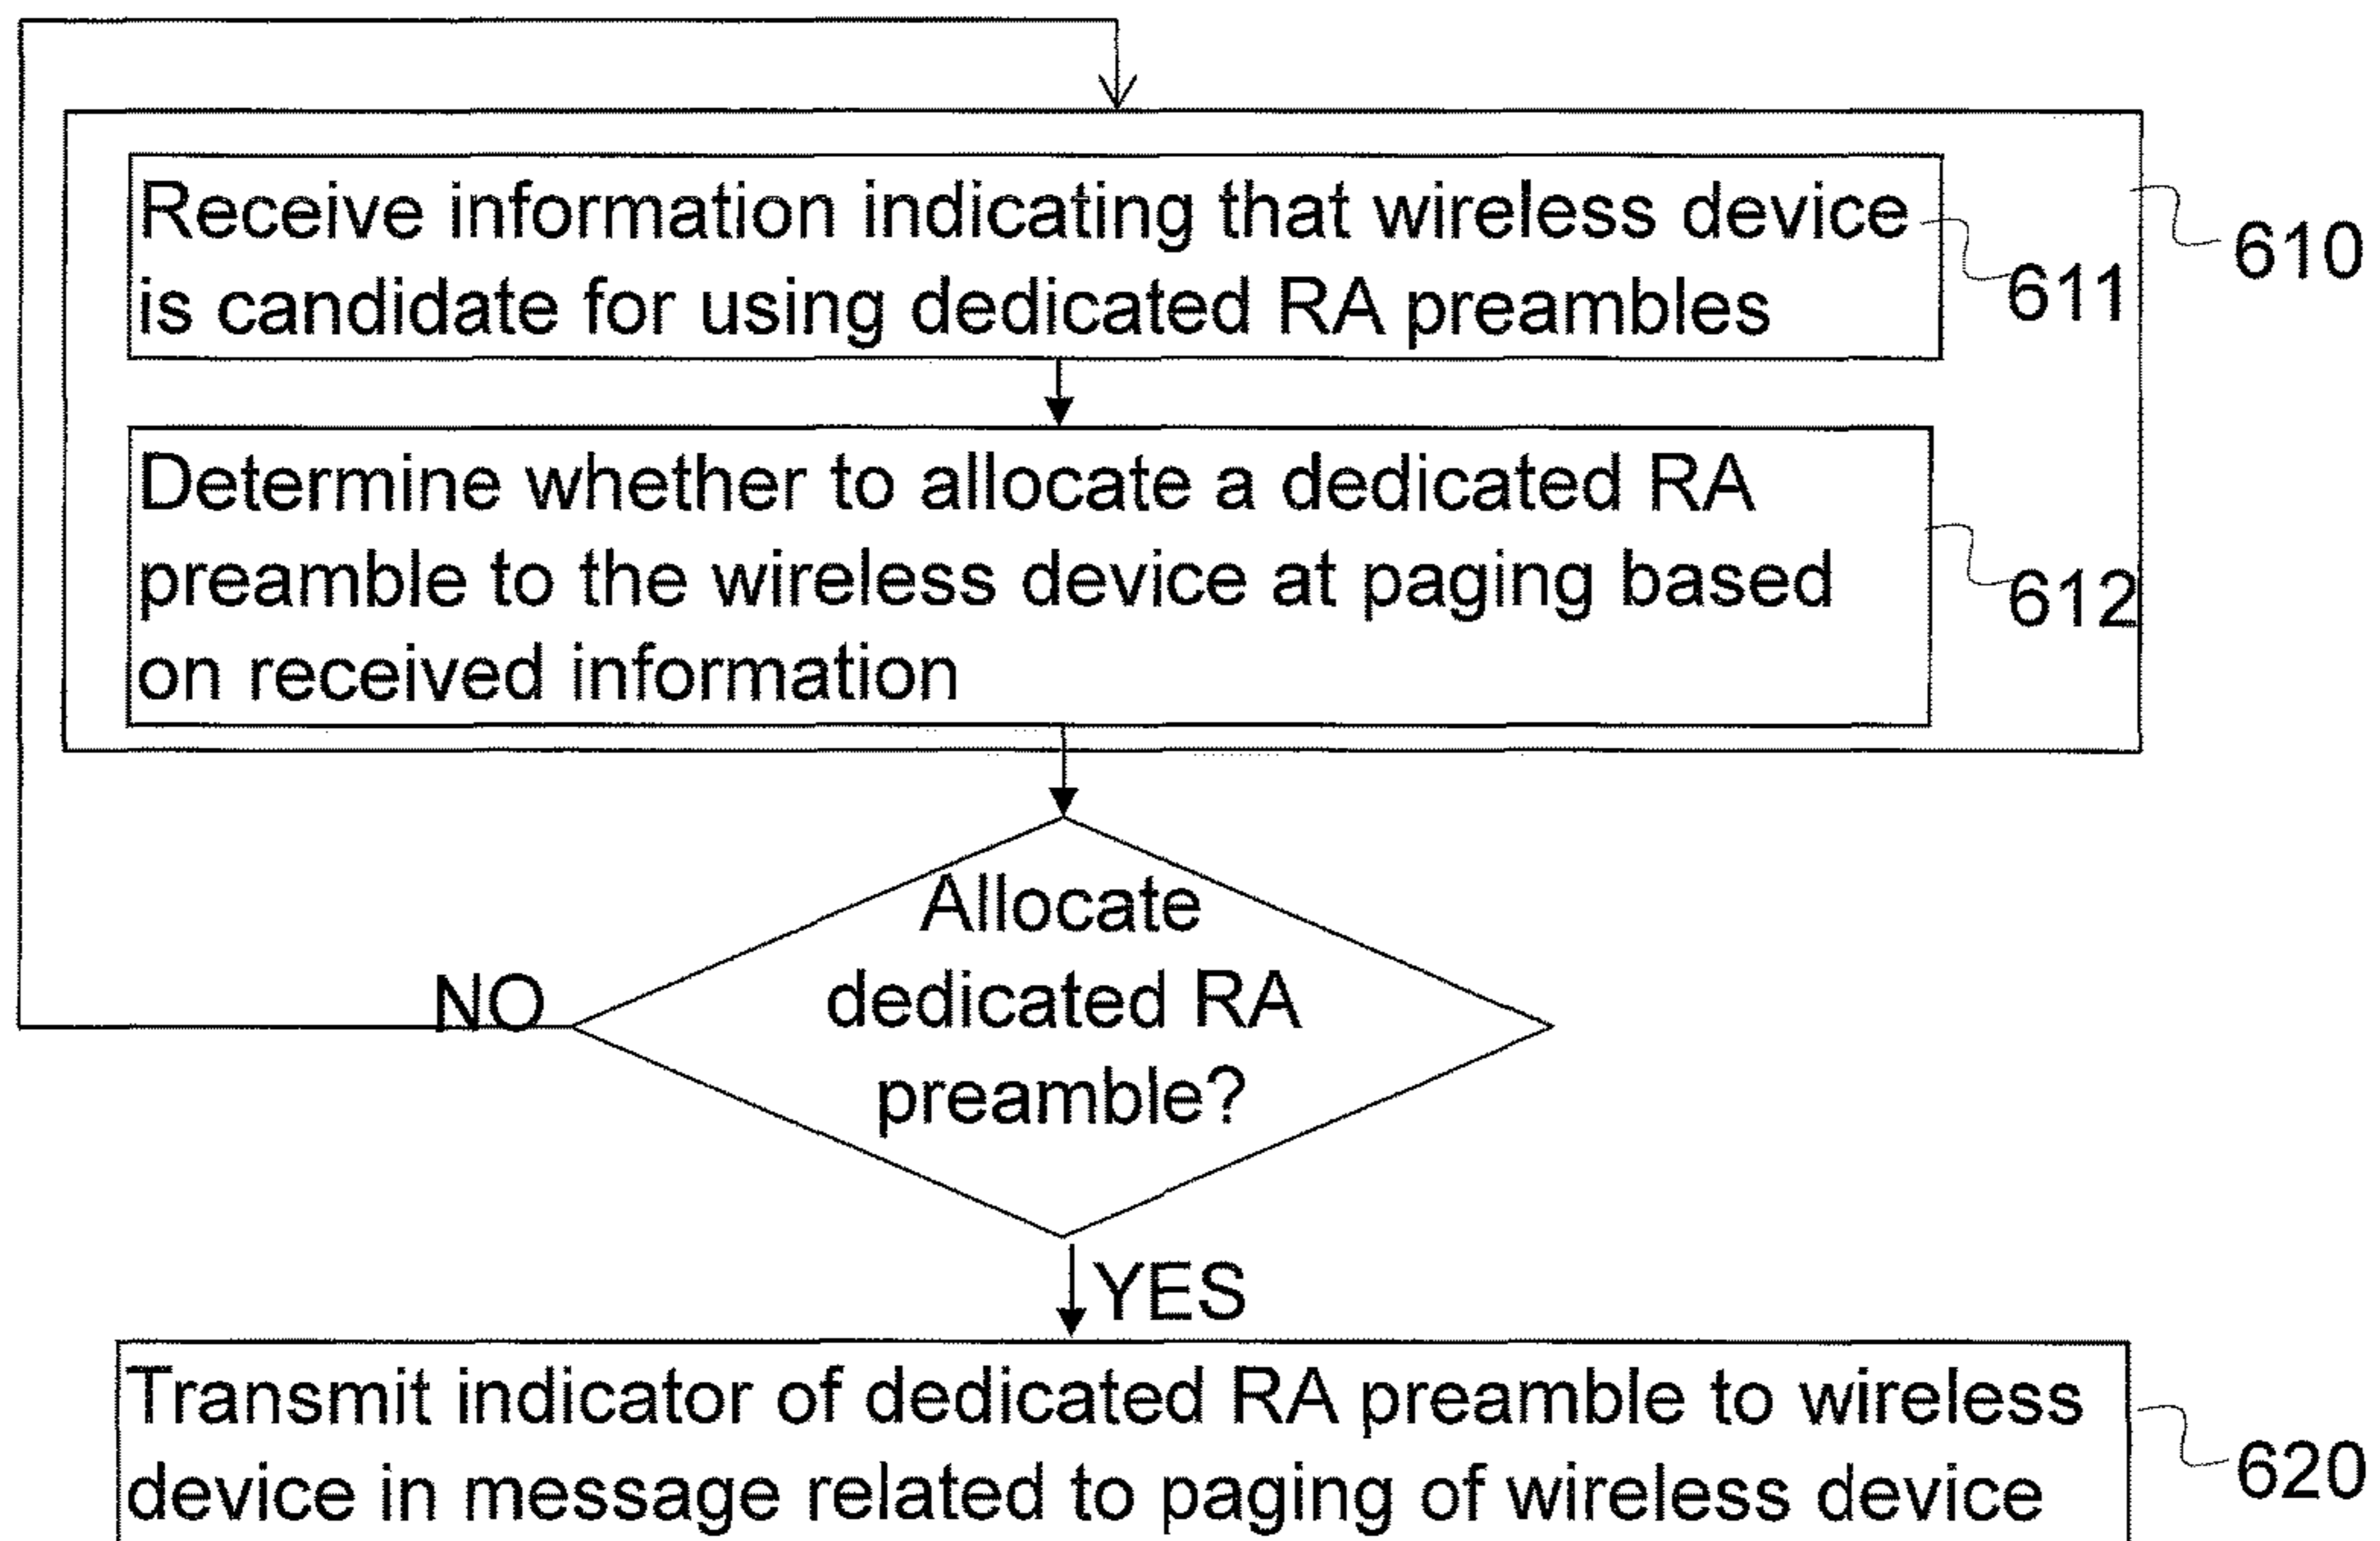 Receive information indicating that wireless device
is candidate for using dedicated RA preambles
610
611
Determine whether to allocate a dedicated RA
preamble to the wireless device at paging based
on received information
612
Allocate
dedicated RA
preamble?
NO
YES
Transmit indicator of dedicated RA preamble to wireless
device in message related to paging of wireless device
620